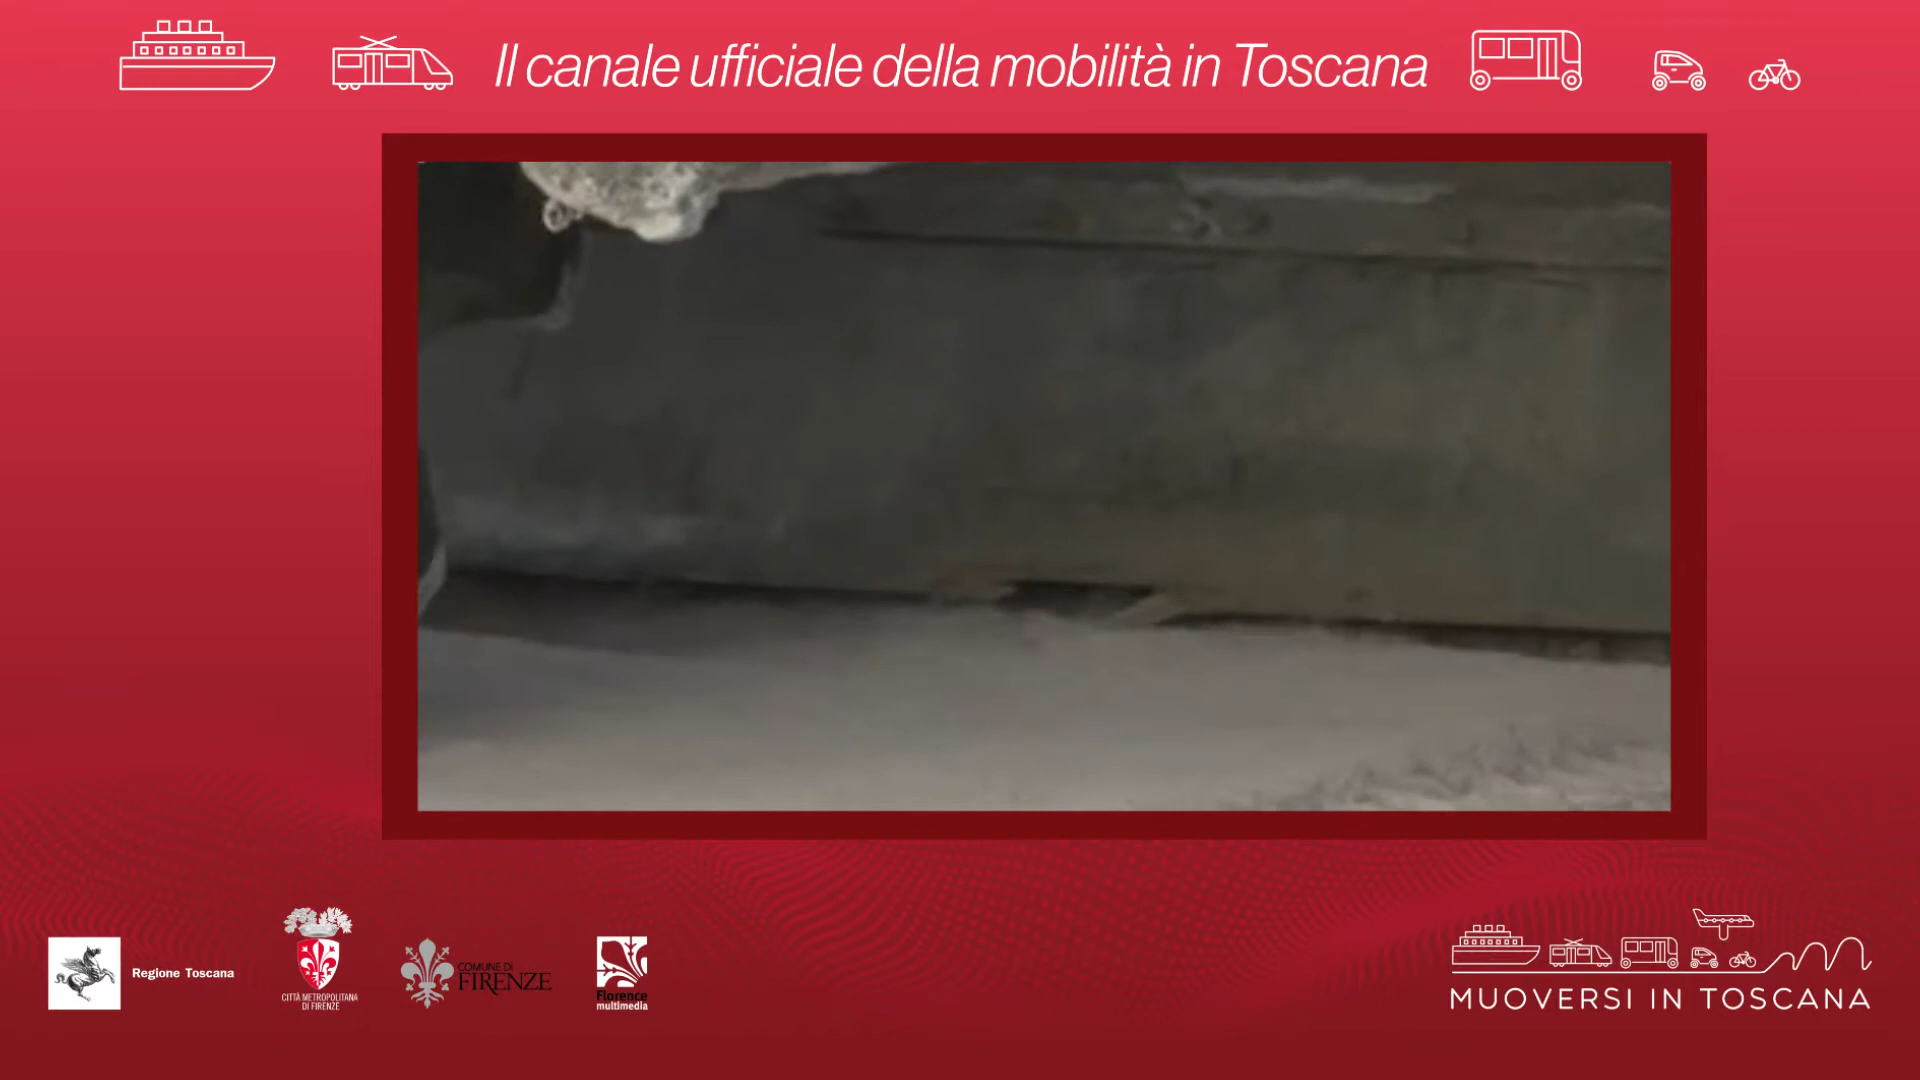 Il canale ufficiale della mobilità in Toscana
Regione Toscana
CITTÀ METROPOLITANA
DI FIRENZE
COMUNE DI
FIRENZE
Florence
multimedia
MUOVERSI IN TOSCANA